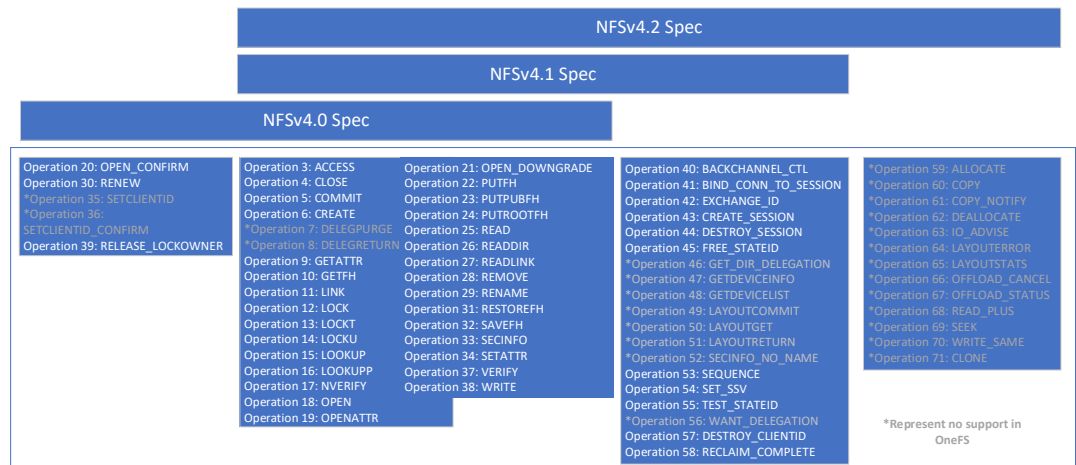 NFSv4.2 Spec
NFSv4.1 Spec
NFSv4.0 Spec
Operation 20: OPEN_CONFIRM
Operation 30: RENEW
*Operation 35: SETCLIENTID
*Operation 36:
SETCLIENTID_CONFIRM
Operation 39: RELEASE_LOCKOWNER
Operation 3: ACCESS
Operation 4: CLOSE
Operation 5: COMMIT
Operation 6: CREATE
*Operation 7: DELEGPURGE
*Operation 8: DELEGRETURN
Operation 9: GETATTR
Operation 10: GETFH
Operation 11: LINK
Operation 12: LOCK
Operation 13: LOCKT
Operation 14: LOCKU
Operation 15: LOOKUP
Operation 16: LOOKUPP
Operation 17: NVERIFY
Operation 18: OPEN
Operation 19: OPENATTR
Operation 21: OPEN_DOWNGRADE
Operation 22: PUTFH
Operation 23: PUTPUBFH
Operation 24: PUTROOTFH
Operation 25: READ
Operation 26: READDIR
Operation 27: READLINK
Operation 28: REMOVE
Operation 29: RENAME
Operation 31: RESTOREFH
Operation 32: SAVEFH
Operation 33: SECINFO
Operation 34: SETATTR
Operation 37: VERIFY
Operation 38: WRITE
Operation 40: BACKCHANNEL_CTL
Operation 41: BIND_CONN_TO_SESSION
Operation 42: EXCHANGE_ID
Operation 43: CREATE_SESSION
Operation 44: DESTROY_SESSION
Operation 45: FREE_STATEID
*Operation 46: GET_DIR_DELEGATION
*Operation 47: GETDEVICEINFO
*Operation 48: GETDEVICELIST
*Operation 49: LAYOUTCOMMIT
*Operation 50: LAYOUTGET
*Operation 51: LAYOUTRETURN
*Operation 52: SECINFO_NO_NAME
Operation 53: SEQUENCE
Operation 54: SET_SSV
Operation 55: TEST_STATEID
*Operation 56: WANT_DELEGATION
Operation 57: DESTROY_CLIENTID
Operation 58: RECLAIM_COMPLETE
*Operation 59: ALLOCATE
*Operation 60: COPY
*Operation 61: COPY_NOTIFY
*Operation 62: DEALLOCATE
*Operation 63: IO_ADVISE
*Operation 64: LAYOUTERROR
*Operation 65: LAYOUTSTATS
*Operation 66: OFFLOAD_CANCEL
*Operation 67: OFFLOAD_STATUS
*Operation 68: READ_PLUS
*Operation 69: SEEK
*Operation 70: WRITE_SAME
*Operation 71: CLONE
*Represent no support in
OneFS